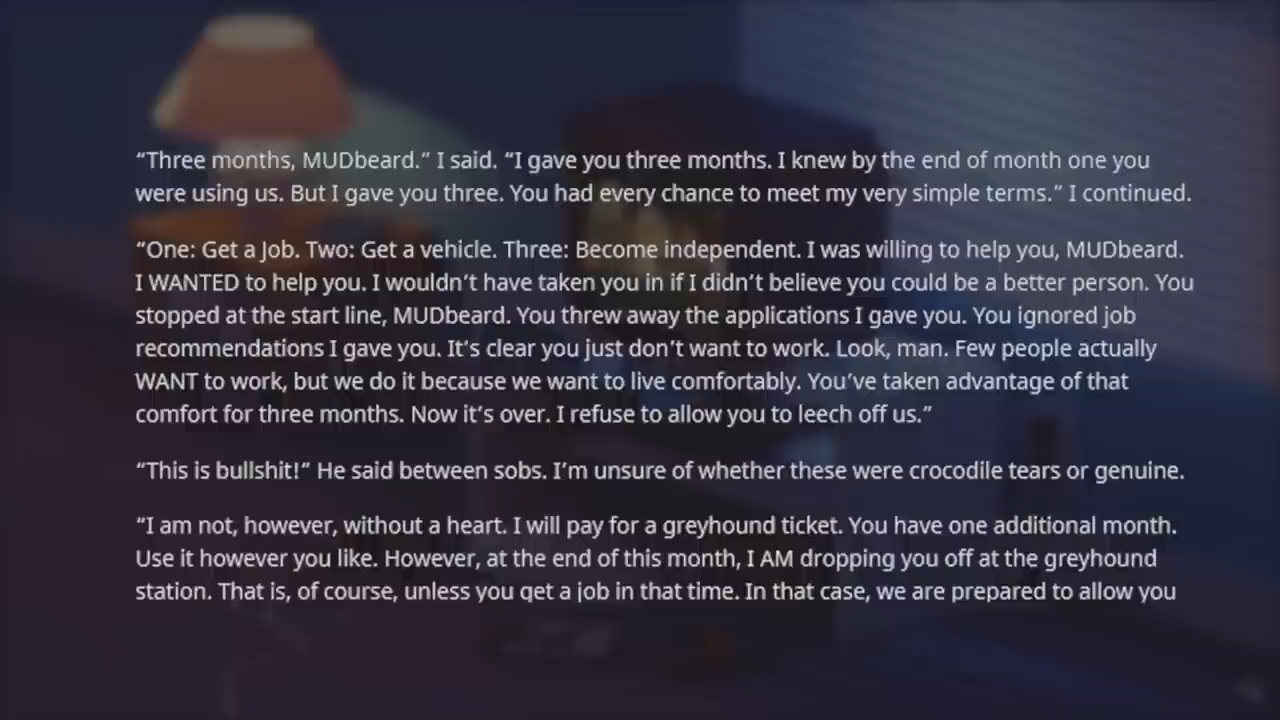 “Three months, MUDbeard.” I said. “I gave you three months. I knew by the end of month one you
were using us. But I gave you three. You had every chance to meet my very simple terms.” I continued.
“One: Get a Job. Two: Get a vehicle. Three: Become independent. I was willing to help you, MUDbeard.
I WANTED to help you. I wouldn’t have taken you in if I didn’t believe you could be a better person. You
stopped at the start line, MUDbeard. You threw away the applications I gave you. You ignored job
recommendations I gave you. It’s clear you just don’t want to work. Look, man. Few people actually
WANT to work, but we do it because we want to live comfortably. You’ve taken advantage of that
comfort for three months. Now it’s over. I refuse to allow you to leech off us.”
“This is bullshit!” He said between sobs. I’m unsure of whether these were crocodile tears or genuine.
“I am not, however, without a heart. I will pay for a greyhound ticket. You have one additional month.
Use it however you like. However, at the end of this month, I AM dropping you off at the greyhound
station. That is, of course, unless you get a job in that time. In that case, we are prepared to allow you